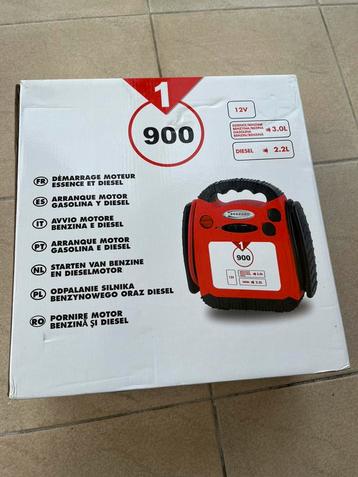 1
900
12V
3.0L
DIESEL 2.2L
FR DÉMARRAGE MOTEUR
ESSENCE ET DIESEL
ES ARRANQUE MOTOR
GASOLINA Y DIESEL
IT AVVIO MOTORE
BENZINA E DIESEL
PT ARRANQUE MOTOR
GASOLINA E DIESEL
NL STARTEN VAN BENZINE
EN DIESELMOTOR
PL ODPALANIE SILNIKA
BENZYNOWEGO ORAZ DIESEL
RO PORNIRE MOTOR
BENZINĂ ȘI DIESEL
1
900
12V